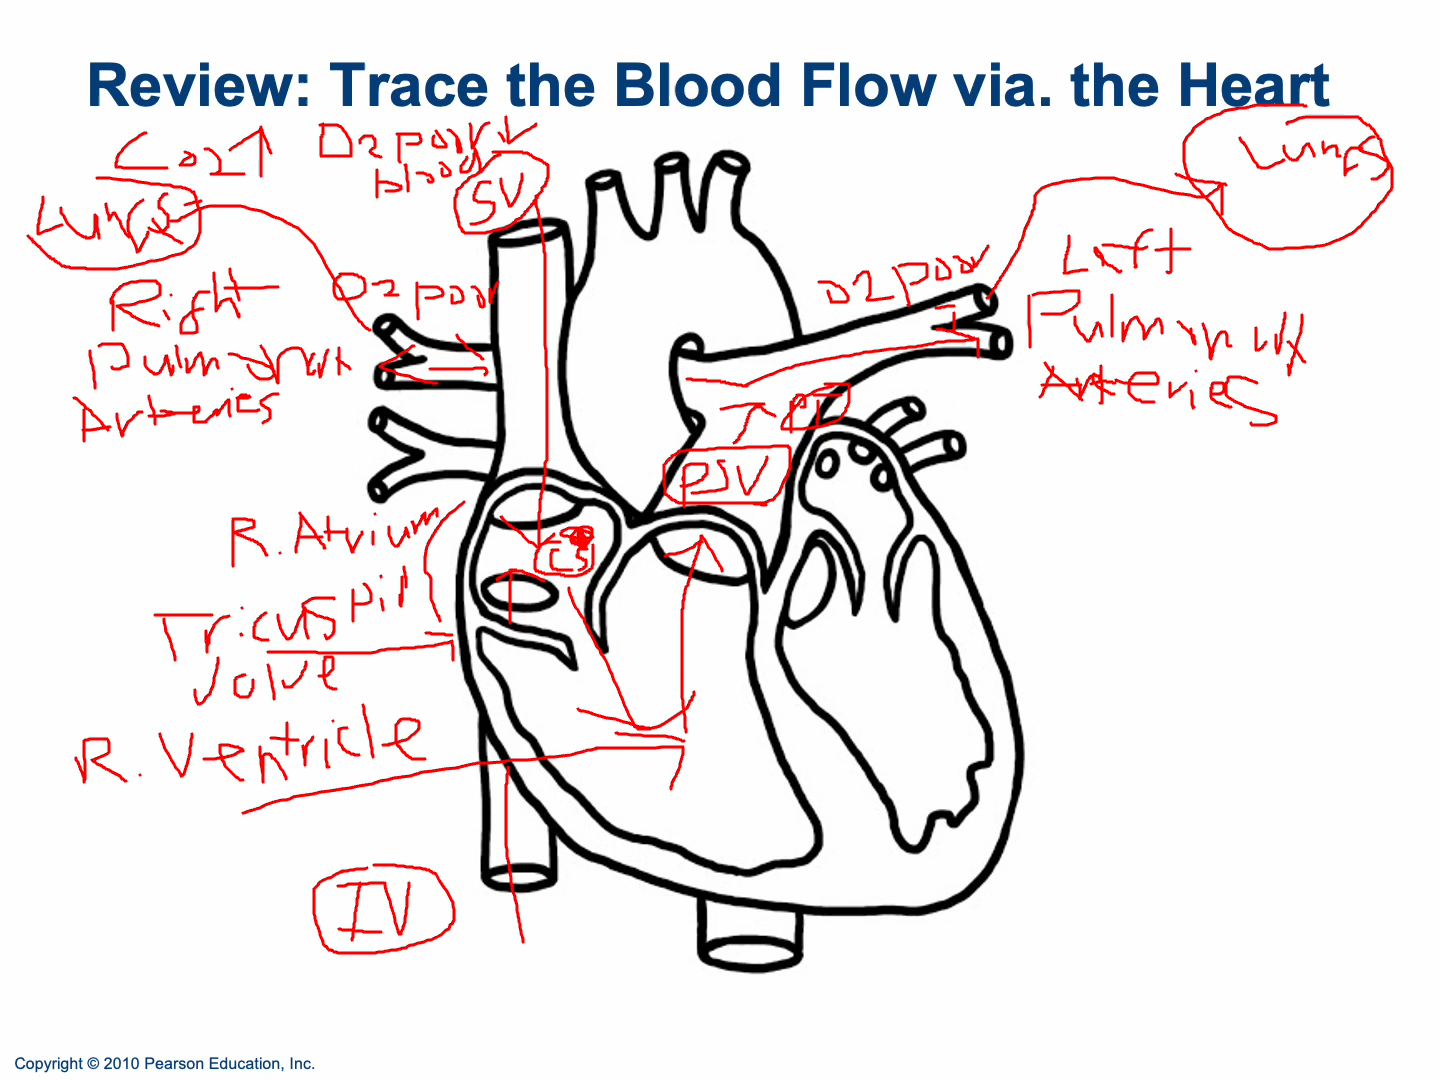 Review: Trace the Blood Flow via. the Heart
CO2↑
O2 poor
blood
SV
Lungs
Lungs
Right
Pulmonary
Arteries
O2 poor
O2 poor
Left
Pulmonary
Arteries
PT
PSV
R. Atrium
CS
Tricuspid
Valve
R. Ventricle
IV
Copyright © 2010 Pearson Education, Inc.